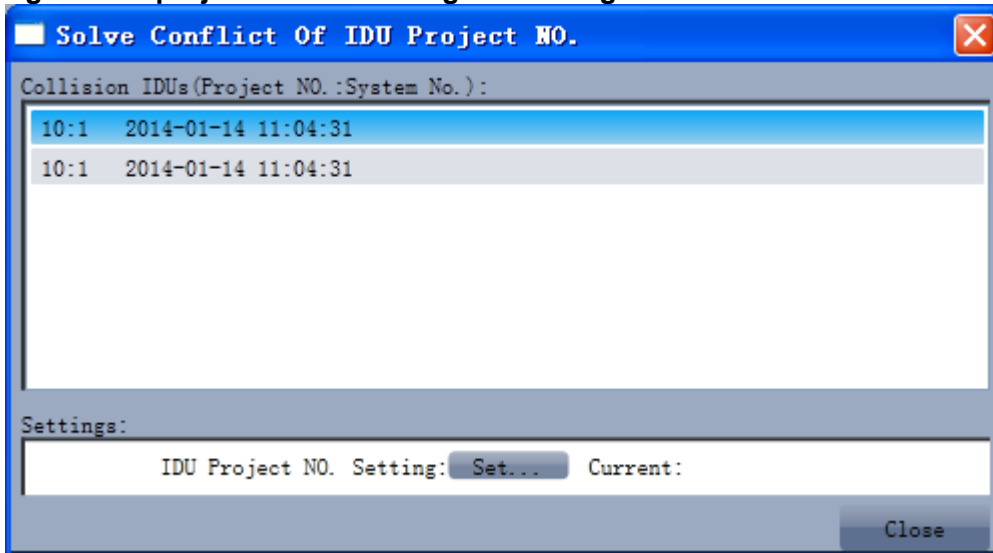 Solve Conflict Of IDU Project NO.
Collision IDUs(Project NO.:System No.):
10:1 2014-01-14 11:04:31
10:1 2014-01-14 11:04:31
Settings:
IDU Project NO. Setting: Set... Current:
Close